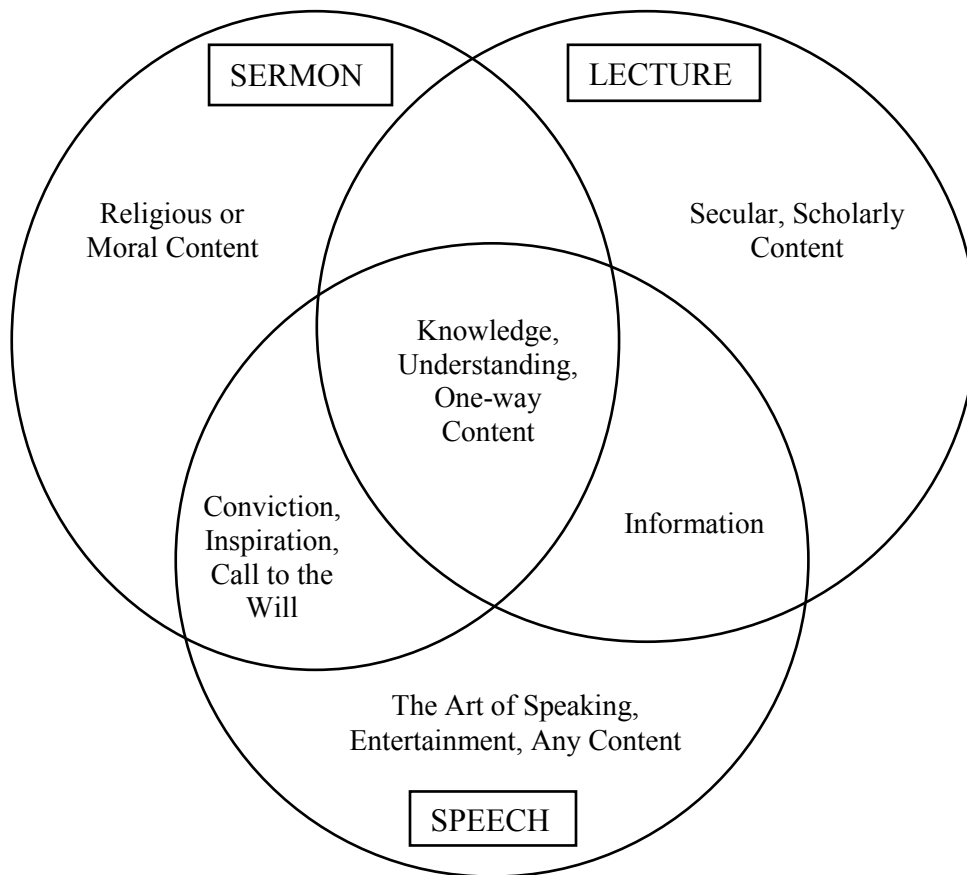 SERMON
LECTURE
Religious or
Moral Content
Secular, Scholarly
Content
Knowledge,
Understanding,
One-way
Content
Conviction,
Inspiration,
Call to the
Will
Information
The Art of Speaking,
Entertainment, Any Content
SPEECH